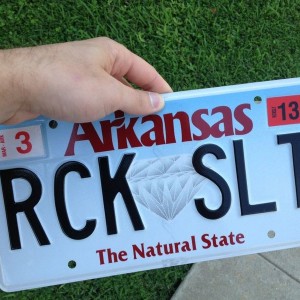 3
Arkansas
13
RCK SLT
The Natural State